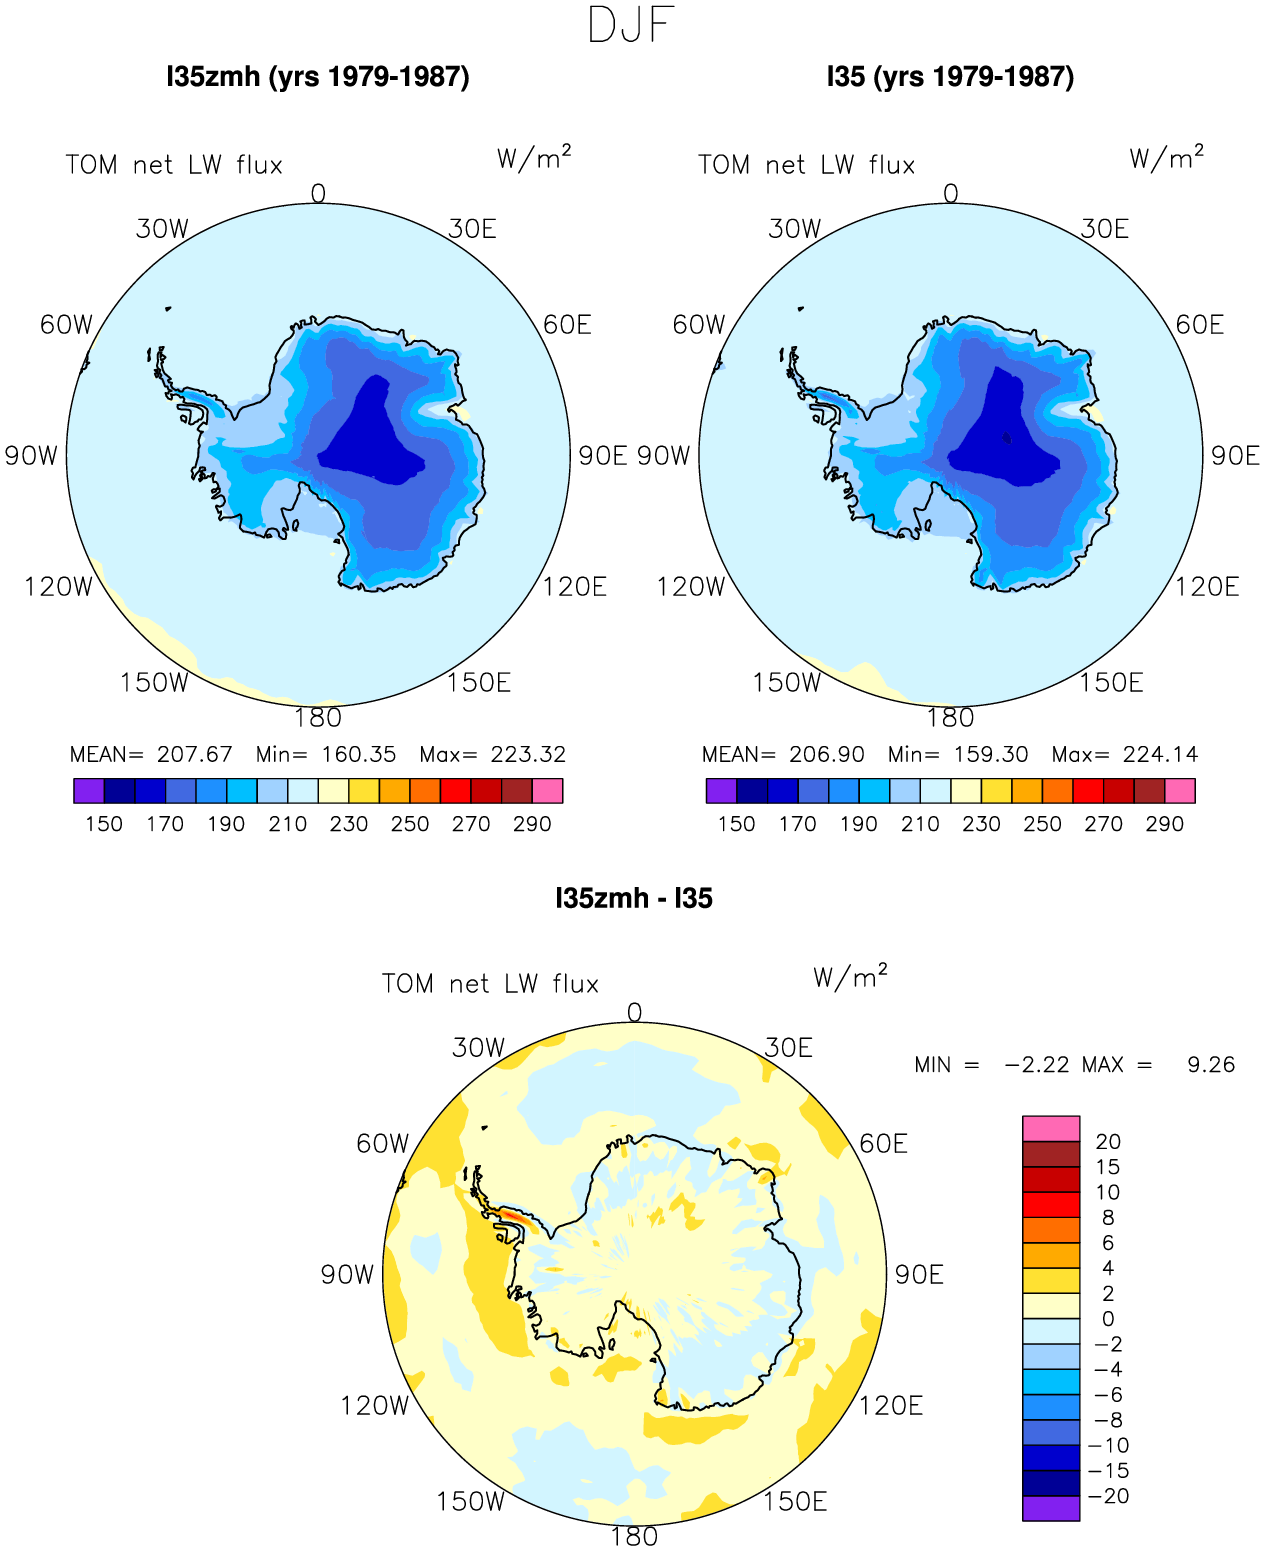 DJF
I35zmh (yrs 1979-1987)
I35 (yrs 1979-1987)
TOM net LW flux W/m²
0
30W 30E
60W 60E
90W 90E
120W 120E
150W 150E
180
MEAN= 207.67 Min= 160.35 Max= 223.32
150 170 190 210 230 250 270 290
TOM net LW flux W/m²
0
30W 30E
60W 60E
90W 90E
120W 120E
150W 150E
180
MEAN= 206.90 Min= 159.30 Max= 224.14
150 170 190 210 230 250 270 290
I35zmh - I35
TOM net LW flux W/m²
0
30W 30E
60W 60E
90W 90E
120W 120E
150W 150E
180
MIN = -2.22 MAX = 9.26
20
15
10
8
6
4
2
0
-2
-4
-6
-8
-10
-15
-20